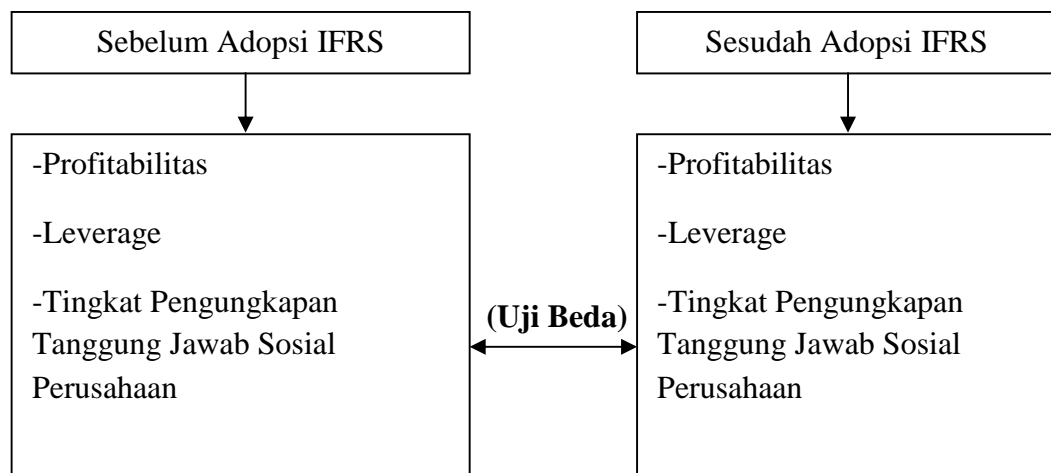 Sebelum Adopsi IFRS
Sesudah Adopsi IFRS
-Profitabilitas
-Leverage
-Tingkat Pengungkapan
Tanggung Jawab Sosial
Perusahaan
(Uji Beda)
-Profitabilitas
-Leverage
-Tingkat Pengungkapan
Tanggung Jawab Sosial
Perusahaan